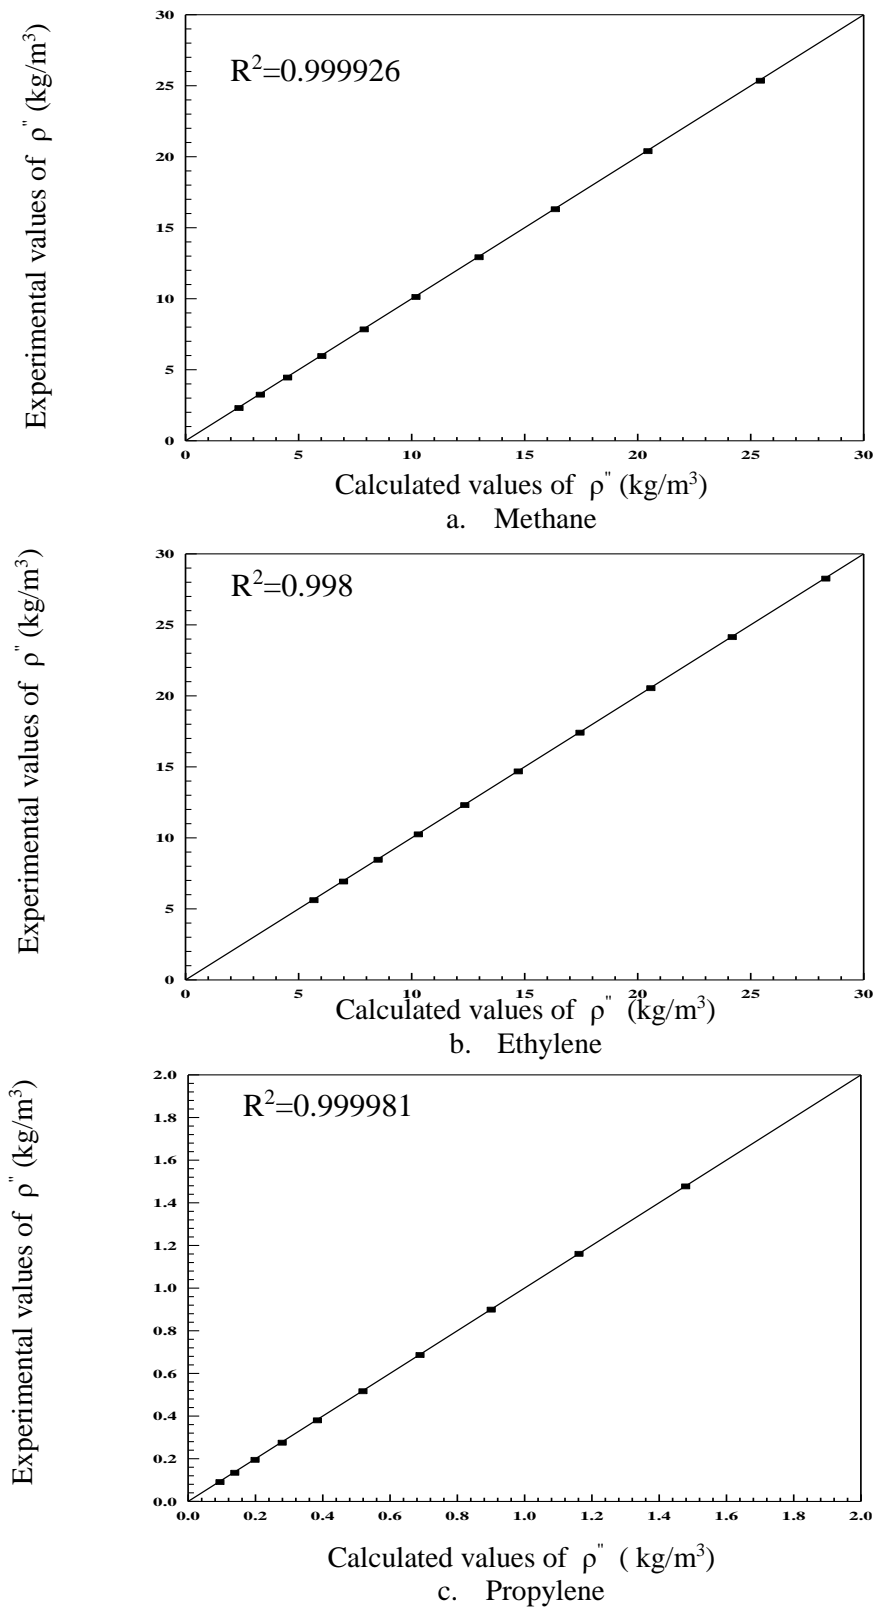 Experimental values of ρ" (kg/m³)
30
25
20
15
10
5
0
R²=0.999926
0 5 10 15 20 25 30
Calculated values of ρ" (kg/m³)
a. Methane
Experimental values of ρ" (kg/m³)
30
25
20
15
10
5
0
R²=0.998
0 5 10 15 20 25 30
Calculated values of ρ" (kg/m³)
b. Ethylene
Experimental values of ρ" (kg/m³)
2.0
1.8
1.6
1.4
1.2
1.0
0.8
0.6
0.4
0.2
0.0
R²=0.999981
0.0 0.2 0.4 0.6 0.8 1.0 1.2 1.4 1.6 1.8 2.0
Calculated values of ρ" ( kg/m³)
c. Propylene